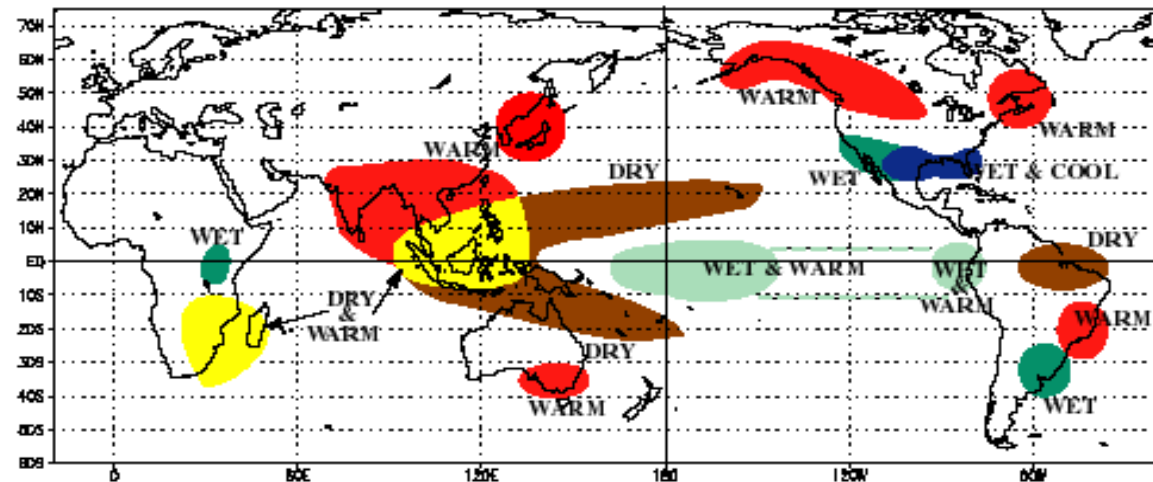 70N
60N
50N
40N
30N
20N
10N
EQ
10S
20S
30S
40S
50S
60S
0
60E
120E
180
120W
60W
WARM
WARM
WARM
DRY
WET
WET & COOL
WET
DRY
WET & WARM
WET
&
WARM
DRY
&
WARM
WARM
DRY
WARM
WET